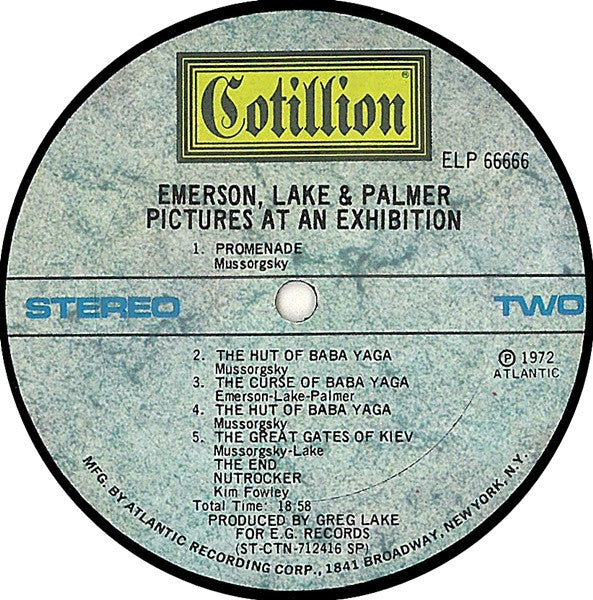 Cotillion®
ELP 66666
EMERSON, LAKE & PALMER
PICTURES AT AN EXHIBITION
1. PROMENADE
Mussorgsky
STEREO
TWO
2. THE HUT OF BABA YAGA
Mussorgsky
3. THE CURSE OF BABA YAGA
Emerson-Lake-Palmer
4. THE HUT OF BABA YAGA
Mussorgsky
5. THE GREAT GATES OF KIEV
Mussorgsky-Lake
THE END
NUTROCKER
Kim Fowley
Total Time: 18:58
℗ 1972
ATLANTIC
PRODUCED BY GREG LAKE
FOR E.G. RECORDS
(ST-CTN-712416 SP)
MFG. BY ATLANTIC RECORDING CORP., 1841 BROADWAY, NEW YORK, N.Y.